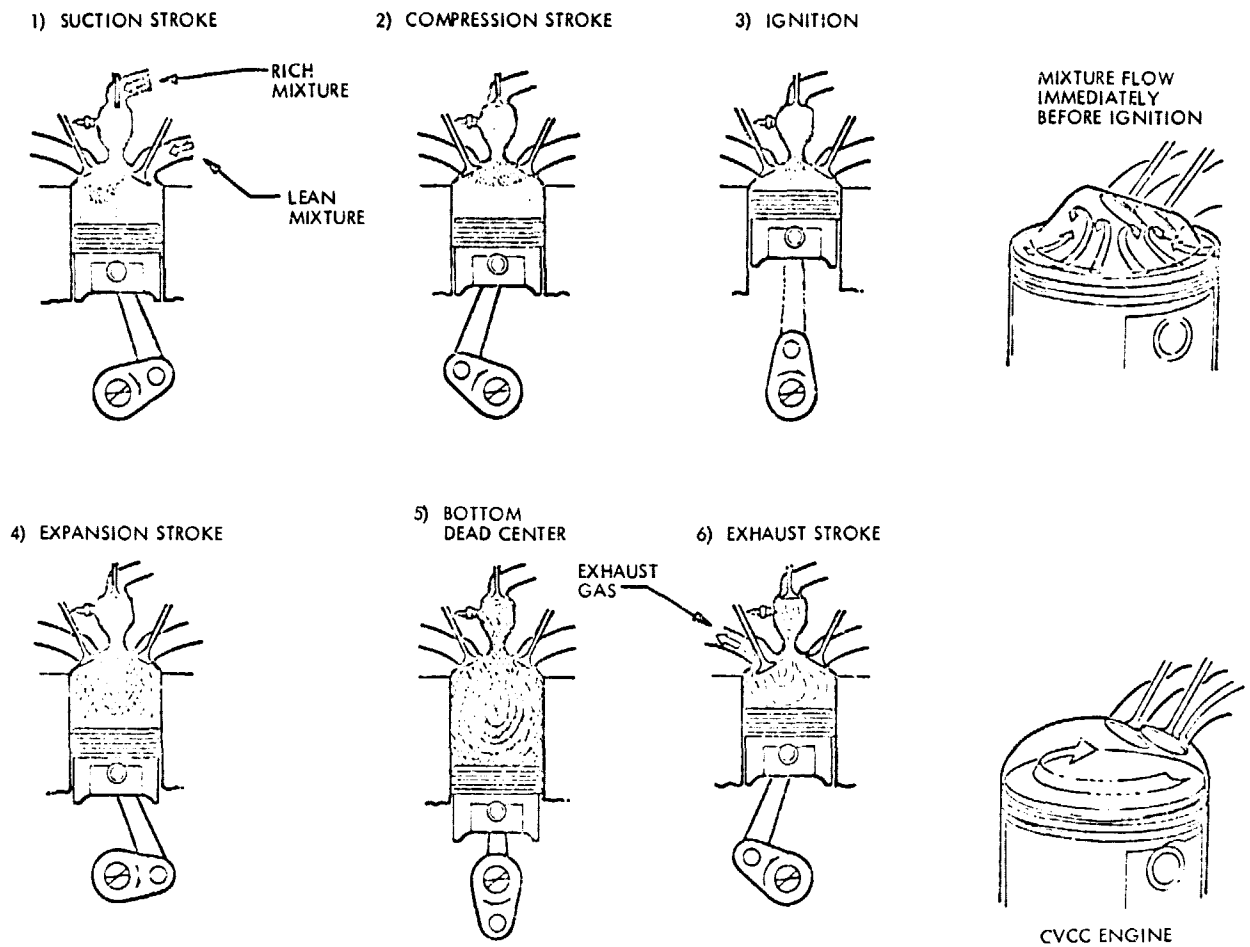 1) SUCTION STROKE
2) COMPRESSION STROKE
3) IGNITION
RICH
MIXTURE
LEAN
MIXTURE
MIXTURE FLOW
IMMEDIATELY
BEFORE IGNITION
4) EXPANSION STROKE
5) BOTTOM
DEAD CENTER
6) EXHAUST STROKE
EXHAUST
GAS
CVCC ENGINE